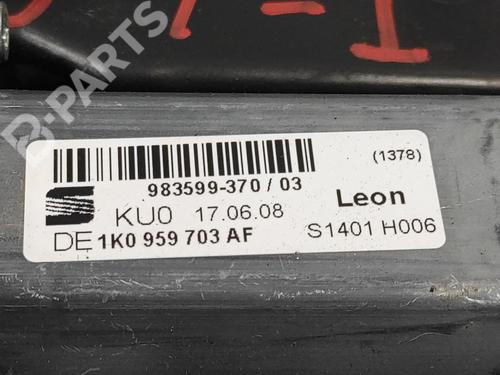 B-PARTS
(1378)
983599-370 / 03
Leon
KU0 17.06.08
S1401 H006
DE 1K0 959 703 AF